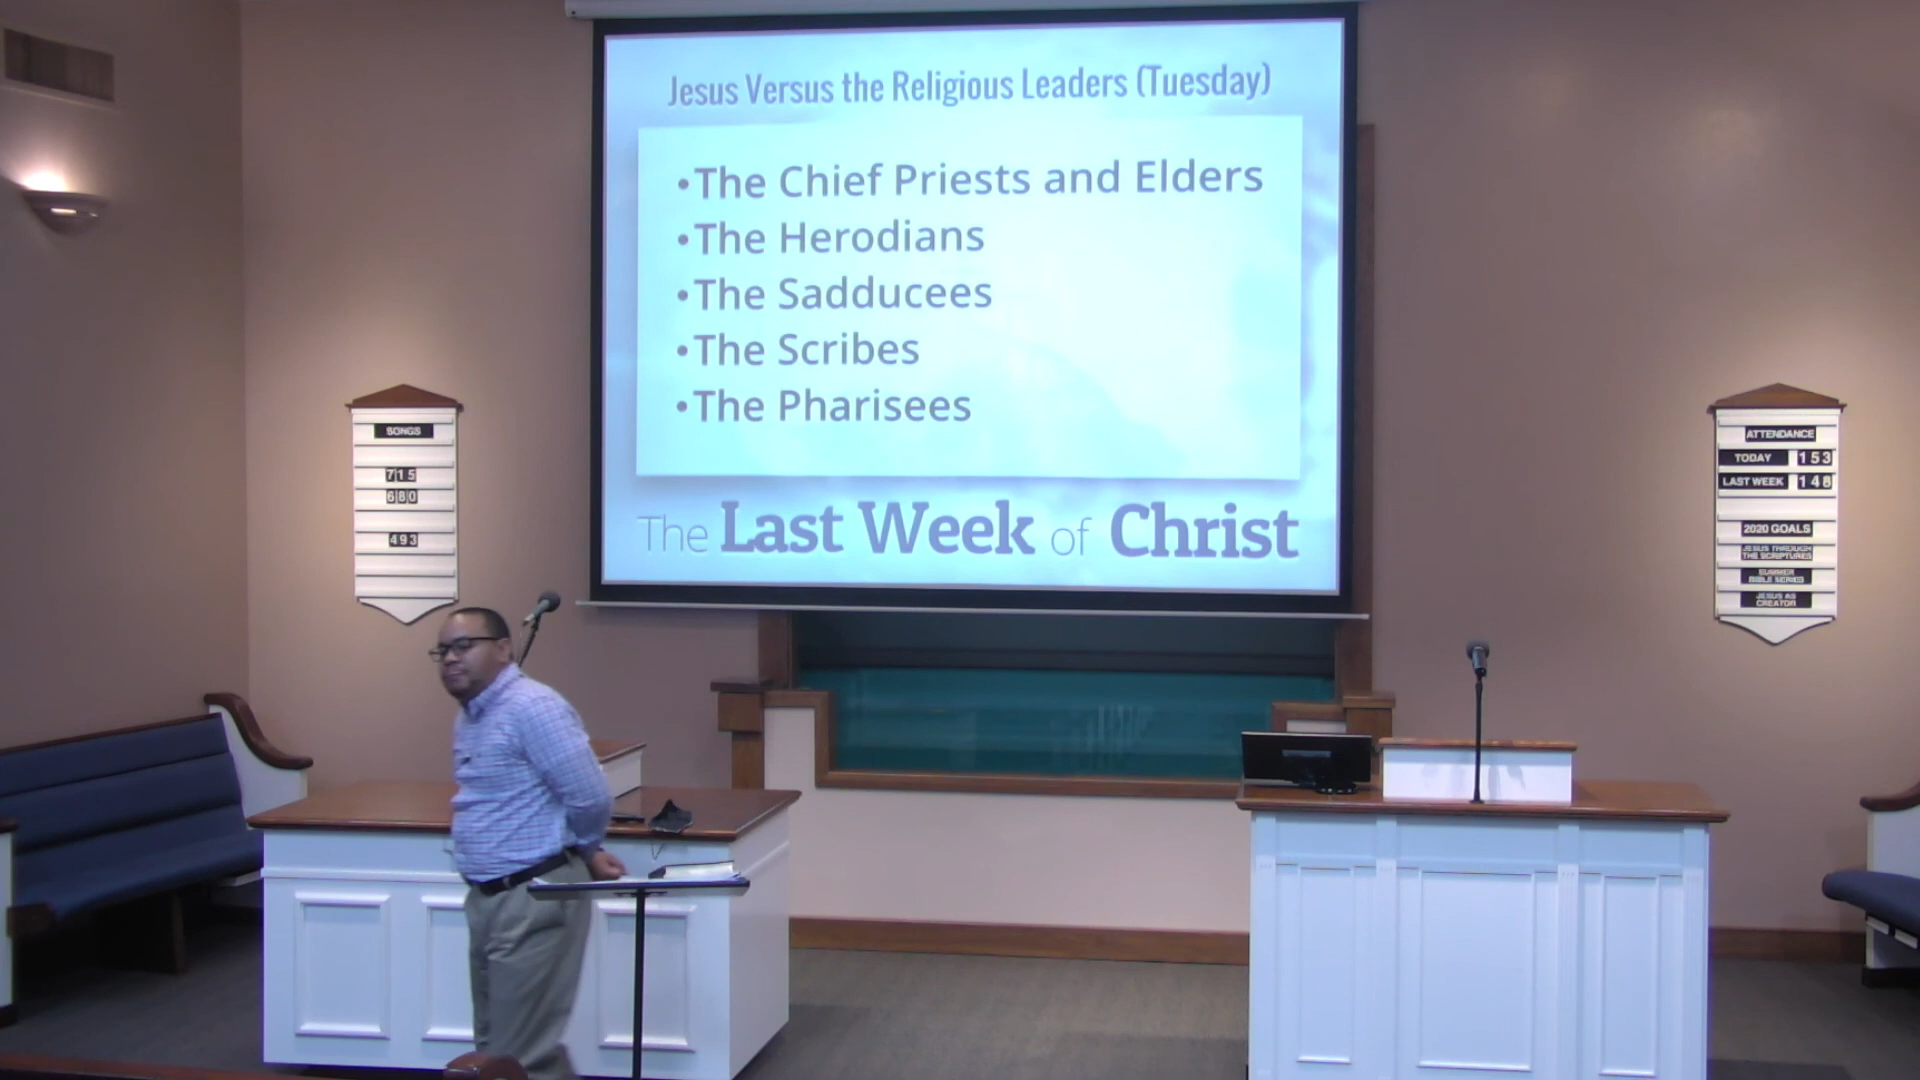 Jesus Versus the Religious Leaders (Tuesday)
•The Chief Priests and Elders
•The Herodians
•The Sadducees
•The Scribes
•The Pharisees
The Last Week of Christ
SONGS
715
680
493
ATTENDANCE
TODAY 153
LAST WEEK 148
2020 GOALS
JESUS THROUGH
THE SCRIPTURES
SUMMER
BIBLE SERIES
JESUS AS
CREATOR